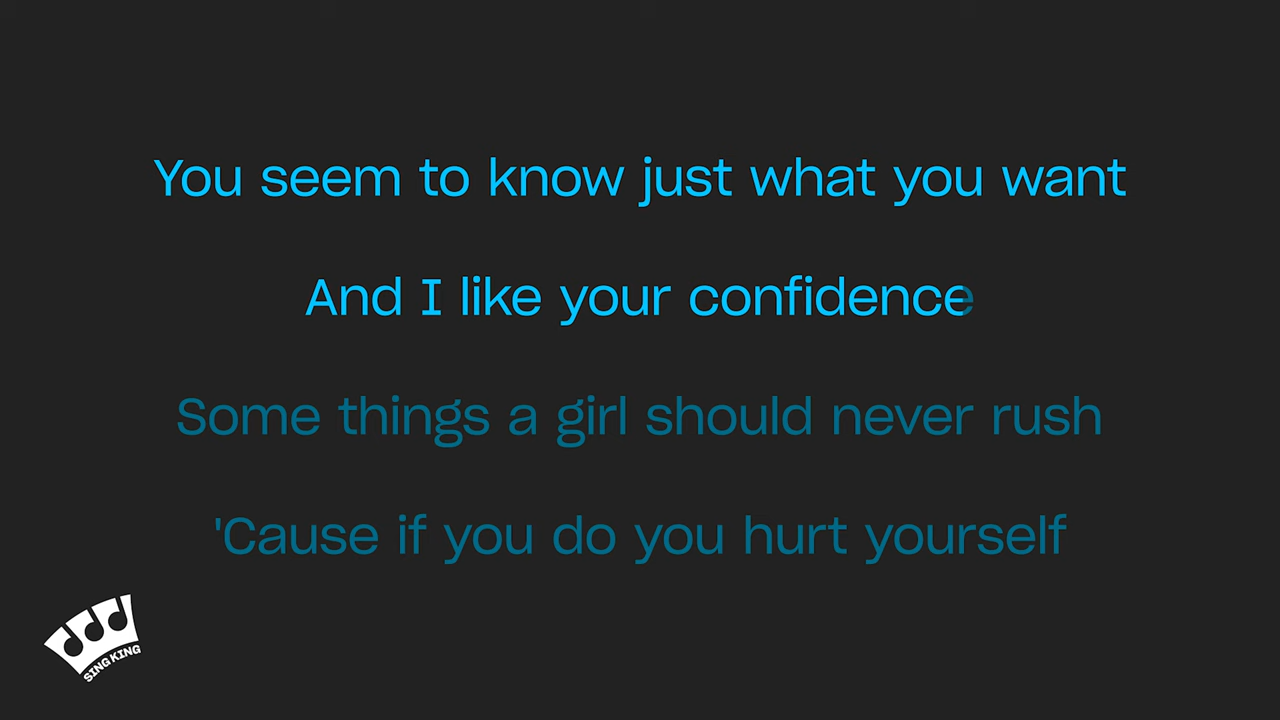 You seem to know just what you want
And I like your confidence
Some things a girl should never rush
'Cause if you do you hurt yourself
SING KING